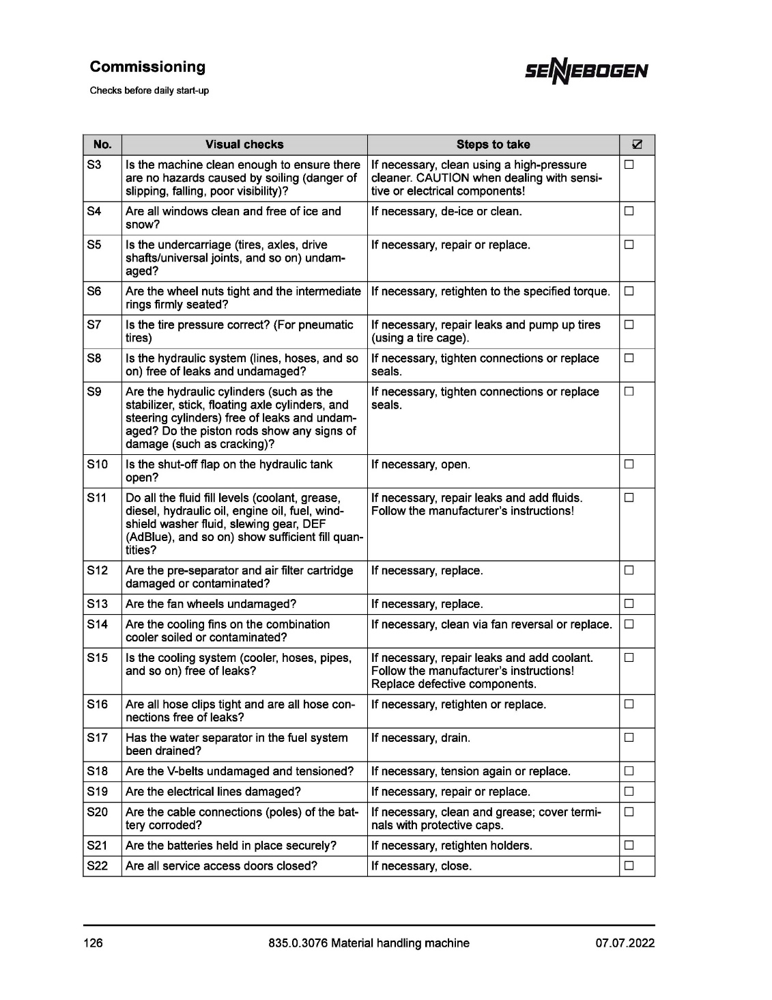 Commissioning
SENNEBOGEN
Checks before daily start-up
No. Visual checks Steps to take ☑
S3 Is the machine clean enough to ensure there If necessary, clean using a high-pressure ☐
are no hazards caused by soiling (danger of cleaner. CAUTION when dealing with sensi-
slipping, falling, poor visibility)? tive or electrical components!
S4 Are all windows clean and free of ice and If necessary, de-ice or clean. ☐
snow?
S5 Is the undercarriage (tires, axles, drive If necessary, repair or replace. ☐
shafts/universal joints, and so on) undam-
aged?
S6 Are the wheel nuts tight and the intermediate If necessary, retighten to the specified torque. ☐
rings firmly seated?
S7 Is the tire pressure correct? (For pneumatic If necessary, repair leaks and pump up tires ☐
tires) (using a tire cage).
S8 Is the hydraulic system (lines, hoses, and so If necessary, tighten connections or replace ☐
on) free of leaks and undamaged? seals.
S9 Are the hydraulic cylinders (such as the If necessary, tighten connections or replace ☐
stabilizer, stick, floating axle cylinders, and seals.
steering cylinders) free of leaks and undam-
aged? Do the piston rods show any signs of
damage (such as cracking)?
S10 Is the shut-off flap on the hydraulic tank If necessary, open. ☐
open?
S11 Do all the fluid fill levels (coolant, grease, If necessary, repair leaks and add fluids. ☐
diesel, hydraulic oil, engine oil, fuel, wind- Follow the manufacturer's instructions!
shield washer fluid, slewing gear, DEF
(AdBlue), and so on) show sufficient fill quan-
tities?
S12 Are the pre-separator and air filter cartridge If necessary, replace. ☐
damaged or contaminated?
S13 Are the fan wheels undamaged? If necessary, replace. ☐
S14 Are the cooling fins on the combination If necessary, clean via fan reversal or replace. ☐
cooler soiled or contaminated?
S15 Is the cooling system (cooler, hoses, pipes, If necessary, repair leaks and add coolant. ☐
and so on) free of leaks? Follow the manufacturer's instructions!
Replace defective components.
S16 Are all hose clips tight and are all hose con- If necessary, retighten or replace. ☐
nections free of leaks?
S17 Has the water separator in the fuel system If necessary, drain. ☐
been drained?
S18 Are the V-belts undamaged and tensioned? If necessary, tension again or replace. ☐
S19 Are the electrical lines damaged? If necessary, repair or replace. ☐
S20 Are the cable connections (poles) of the bat- If necessary, clean and grease; cover termi- ☐
tery corroded? nals with protective caps.
S21 Are the batteries held in place securely? If necessary, retighten holders. ☐
S22 Are all service access doors closed? If necessary, close. ☐
126 835.0.3076 Material handling machine 07.07.2022